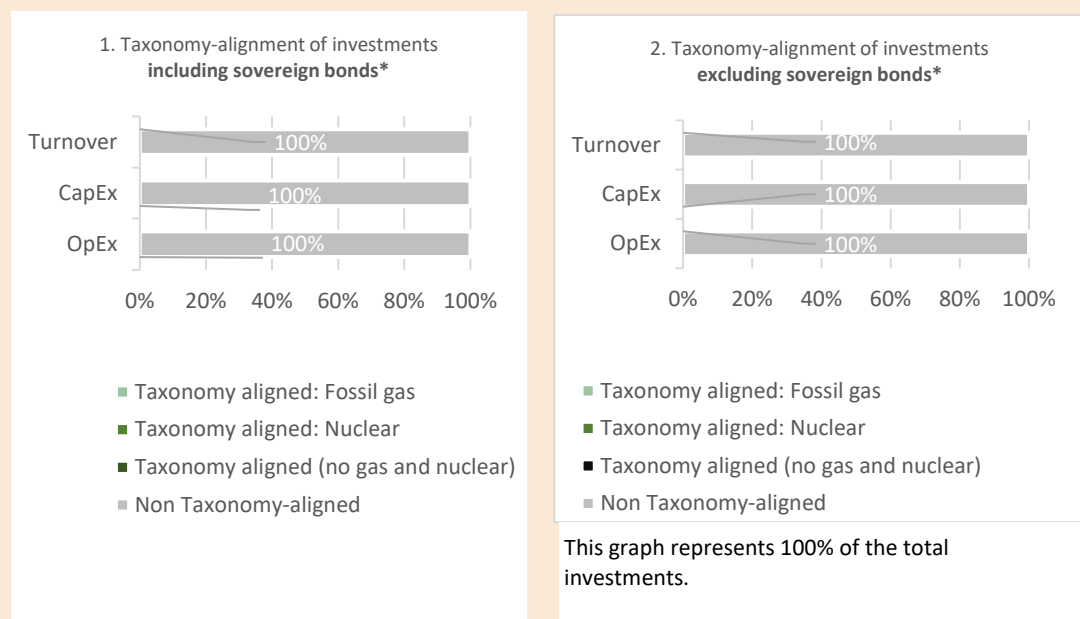 1. Taxonomy-alignment of investments
including sovereign bonds*
Turnover
100%
CapEx
100%
OpEx
100%
0% 20% 40% 60% 80% 100%
Taxonomy aligned: Fossil gas
Taxonomy aligned: Nuclear
Taxonomy aligned (no gas and nuclear)
Non Taxonomy-aligned
2. Taxonomy-alignment of investments
excluding sovereign bonds*
Turnover
100%
CapEx
100%
OpEx
100%
0% 20% 40% 60% 80% 100%
Taxonomy aligned: Fossil gas
Taxonomy aligned: Nuclear
Taxonomy aligned (no gas and nuclear)
Non Taxonomy-aligned
This graph represents 100% of the total
investments.